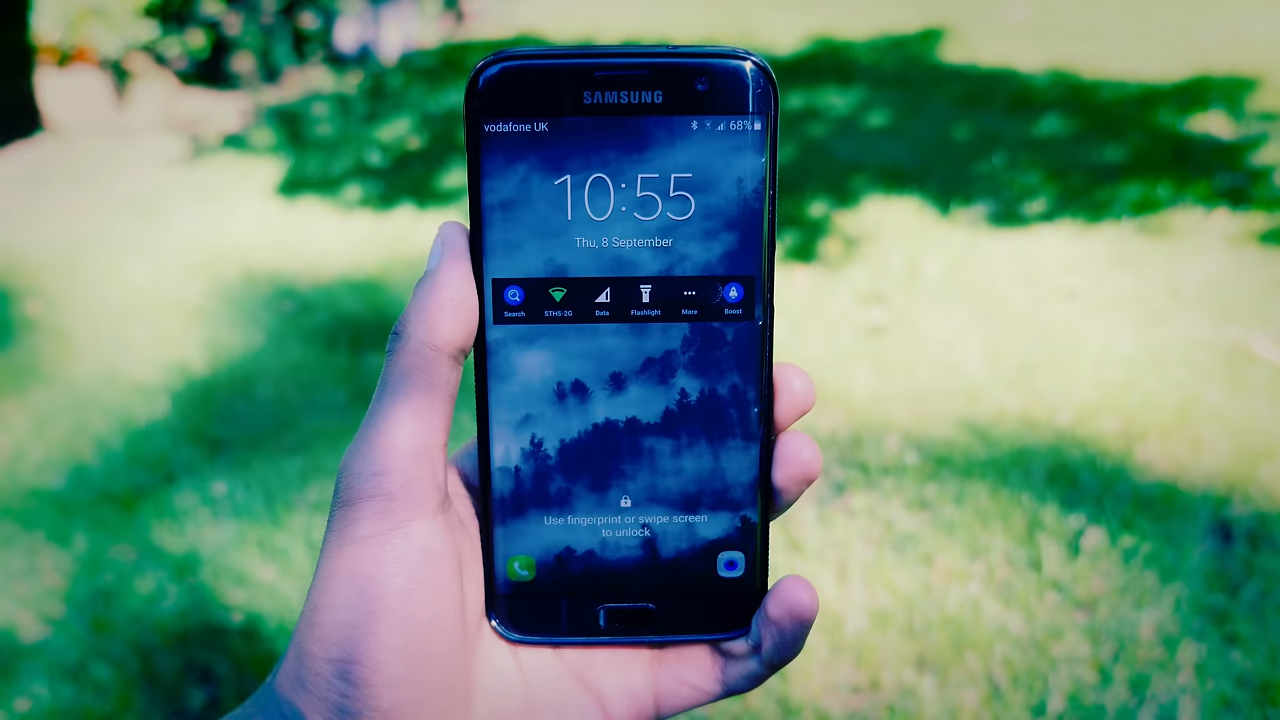 SAMSUNG
vodafone UK 68%
10:55
Thu, 8 September
Search STHS-2G Data Flashlight More Boost
Use fingerprint or swipe screen
to unlock